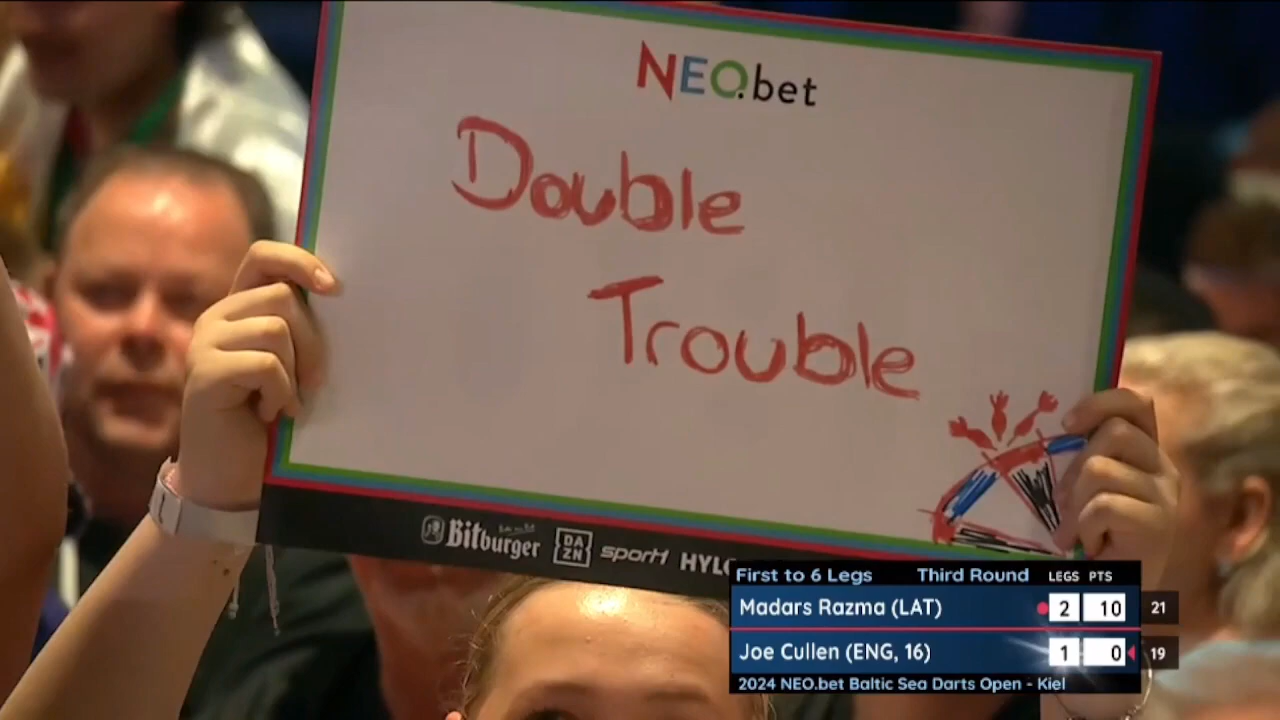 NEO.bet
Double
Trouble
Bitburger DAZN sport1
First to 6 Legs Third Round LEGS PTS
Madars Razma (LAT) 2 10 21
Joe Cullen (ENG, 16) 1 0 19
2024 NEO.bet Baltic Sea Darts Open - Kiel